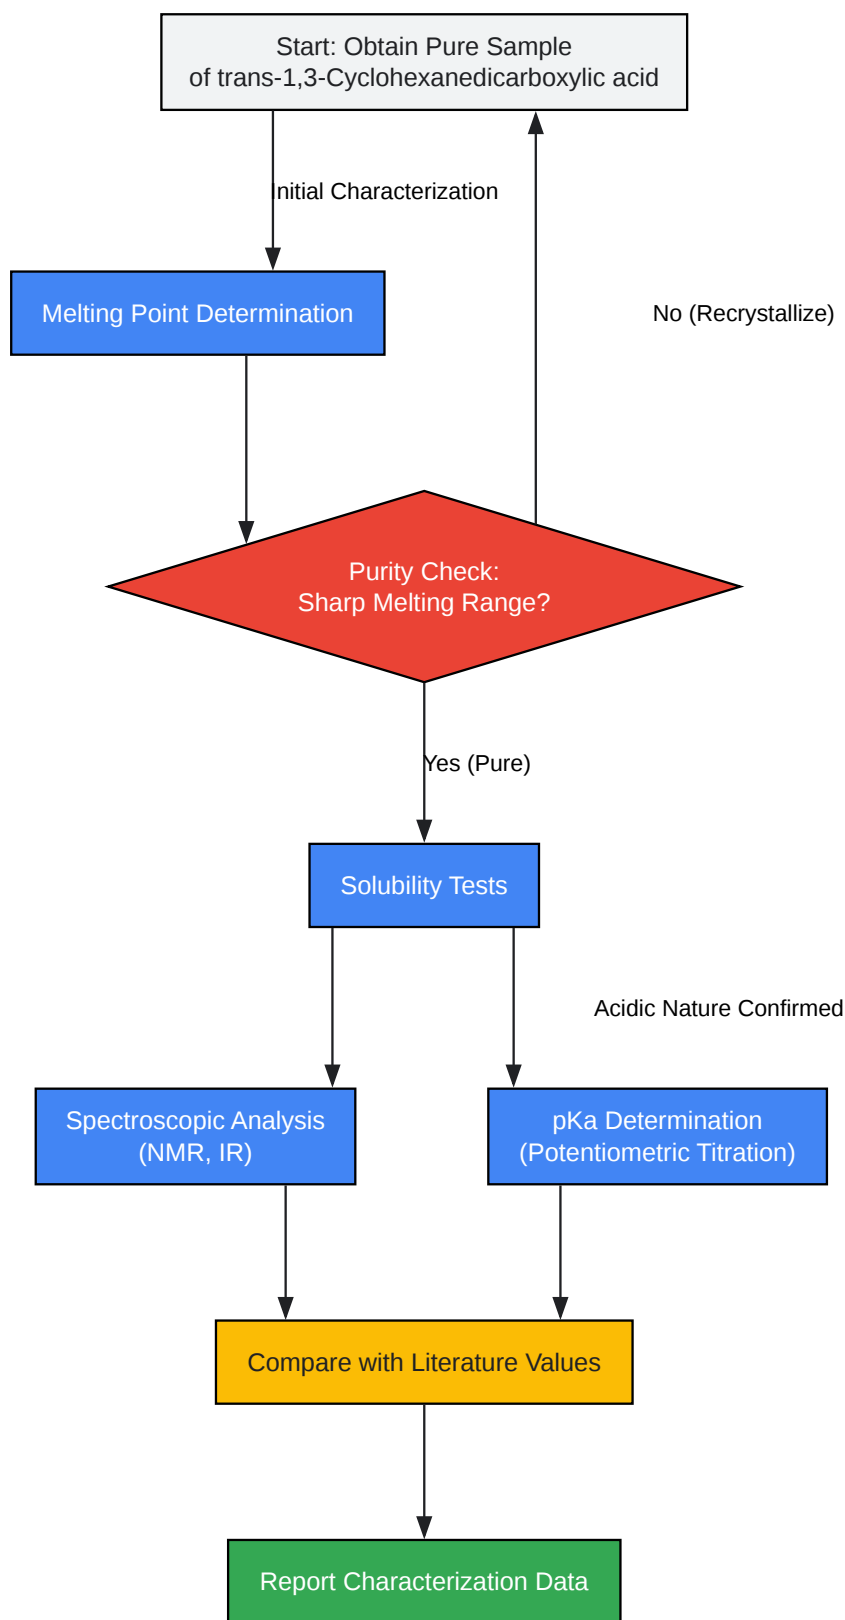 Start: Obtain Pure Sample
of trans-1,3-Cyclohexanedicarboxylic acid
Initial Characterization
Melting Point Determination
No (Recrystallize)
Purity Check:
Sharp Melting Range?
Yes (Pure)
Solubility Tests
Acidic Nature Confirmed
Spectroscopic Analysis
(NMR, IR)
pKa Determination
(Potentiometric Titration)
Compare with Literature Values
Report Characterization Data